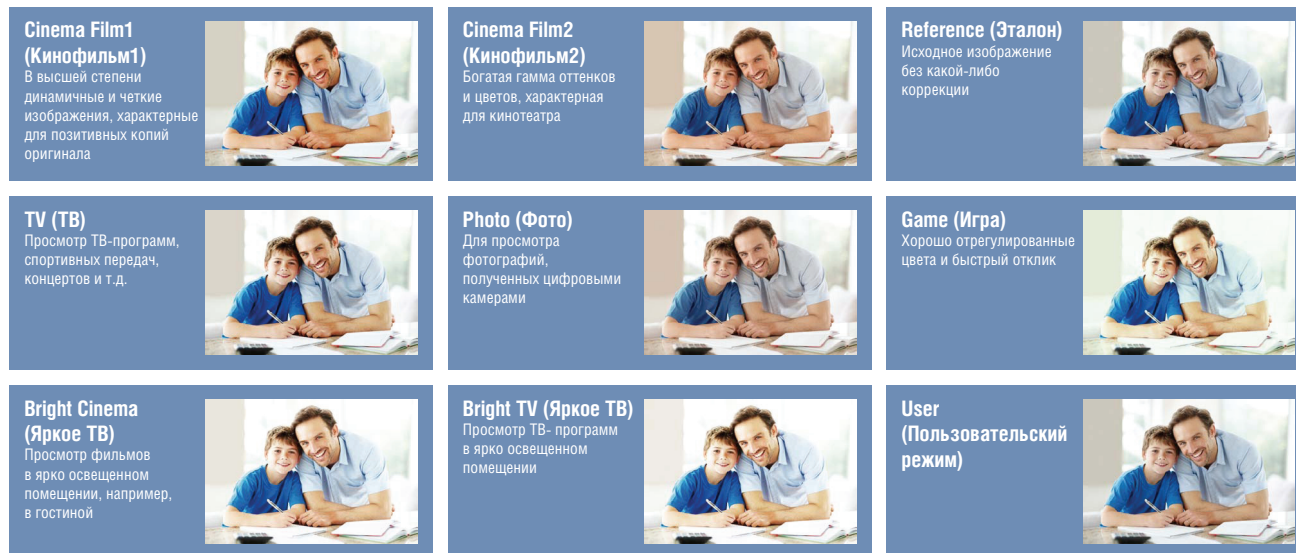 Cinema Film1
(Кинофильм1)
В высшей степени
динамичные и четкие
изображения, характерные
для позитивных копий
оригинала
Cinema Film2
(Кинофильм2)
Богатая гамма оттенков
и цветов, характерная
для кинотеатра
Reference (Эталон)
Исходное изображение
без какой-либо
коррекции
TV (ТВ)
Просмотр ТВ-программ,
спортивных передач,
концертов и т.д.
Photo (Фото)
Для просмотра
фотографий,
полученных цифровыми
камерами
Game (Игра)
Хорошо отрегулированные
цвета и быстрый отклик
Bright Cinema
(Яркое ТВ)
Просмотр фильмов
в ярко освещенном
помещении, например,
в гостиной
Bright TV (Яркое ТВ)
Просмотр ТВ- программ
в ярко освещенном
помещении
User
(Пользовательский
режим)